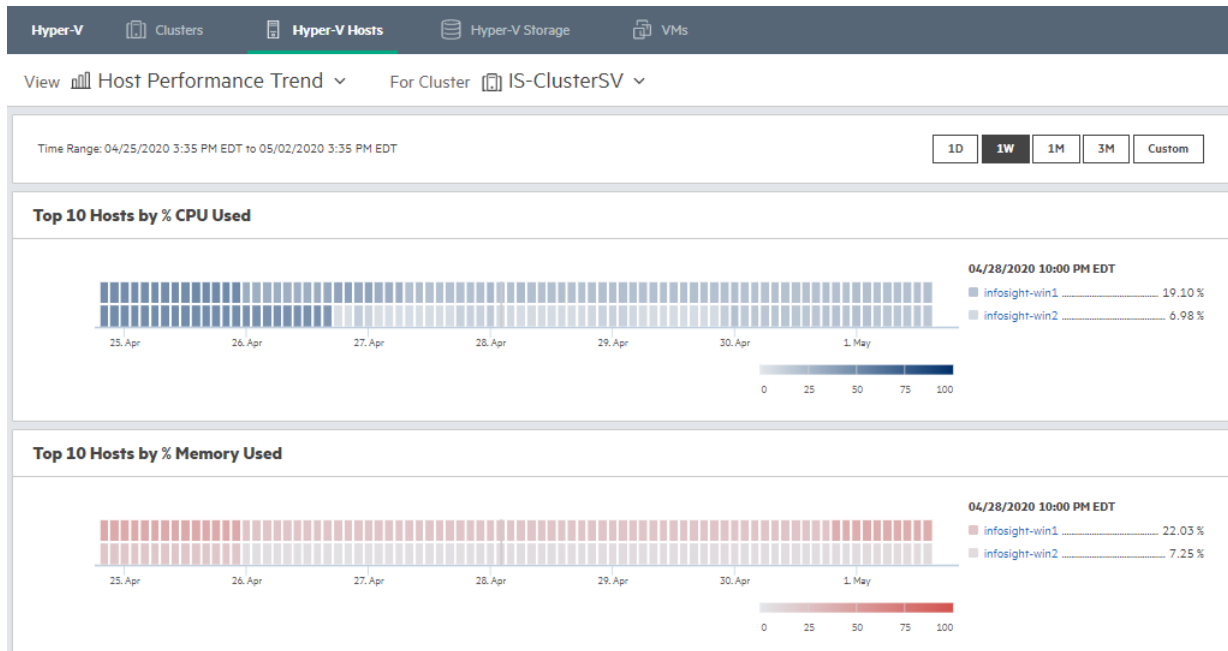 Hyper-V Clusters Hyper-V Hosts Hyper-V Storage VMs
View Host Performance Trend For Cluster IS-ClusterSV
Time Range: 04/25/2020 3:35 PM EDT to 05/02/2020 3:35 PM EDT 1D 1W 1M 3M Custom
Top 10 Hosts by % CPU Used
04/28/2020 10:00 PM EDT
infosight-win1 19.10 %
infosight-win2 6.98 %
25. Apr 26. Apr 27. Apr 28. Apr 29. Apr 30. Apr 1. May
0 25 50 75 100
Top 10 Hosts by % Memory Used
04/28/2020 10:00 PM EDT
infosight-win1 22.03 %
infosight-win2 7.25 %
25. Apr 26. Apr 27. Apr 28. Apr 29. Apr 30. Apr 1. May
0 25 50 75 100